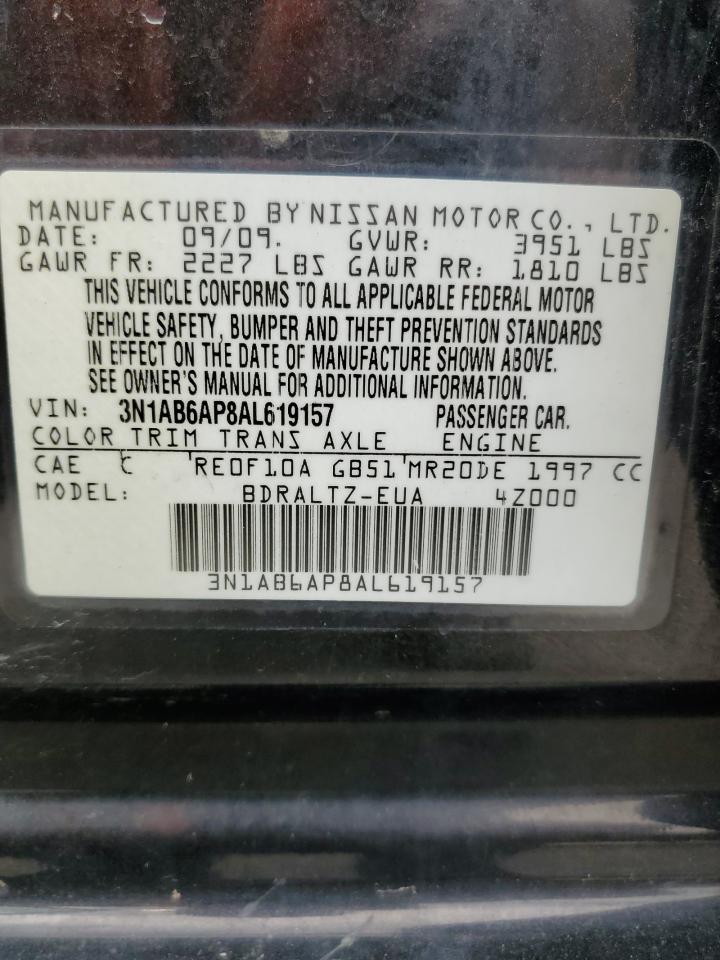 MANUFACTURED BY NISSAN MOTOR CO., LTD.
DATE: 09/09. GVWR: 3951 LBS
GAWR FR: 2227 LBS GAWR RR: 1810 LBS
THIS VEHICLE CONFORMS TO ALL APPLICABLE FEDERAL MOTOR
VEHICLE SAFETY, BUMPER AND THEFT PREVENTION STANDARDS
IN EFFECT ON THE DATE OF MANUFACTURE SHOWN ABOVE.
SEE OWNER'S MANUAL FOR ADDITIONAL INFORMATION.
VIN: 3N1AB6AP8AL619157 PASSENGER CAR.
COLOR TRIM TRANS AXLE ENGINE
CAE C RE0F10A GB51 MR20DE 1997 CC
MODEL: BDRALTZ-EUA 4Z000
3N1AB6AP8AL619157